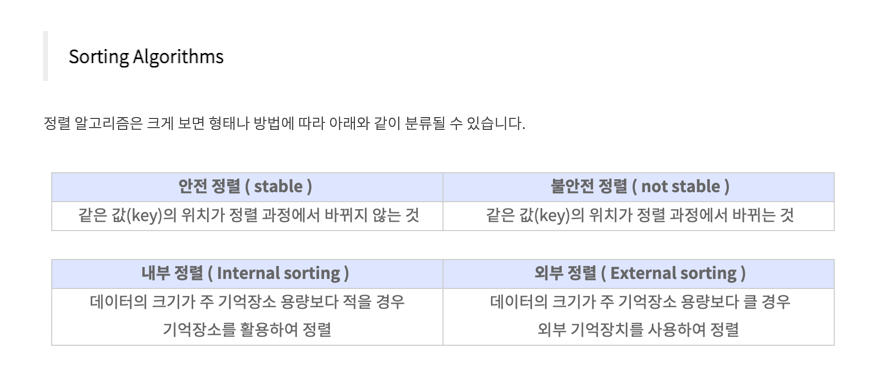 Sorting Algorithms
정렬 알고리즘은 크게 보면 형태나 방법에 따라 아래와 같이 분류될 수 있습니다.
안전 정렬 ( stable )
불안전 정렬 ( not stable )
같은 값(key)의 위치가 정렬 과정에서 바뀌지 않는 것
같은 값(key)의 위치가 정렬 과정에서 바뀌는 것
내부 정렬 ( Internal sorting )
외부 정렬 ( External sorting )
데이터의 크기가 주 기억장소 용량보다 적을 경우
기억장소를 활용하여 정렬
데이터의 크기가 주 기억장소 용량보다 클 경우
외부 기억장치를 사용하여 정렬